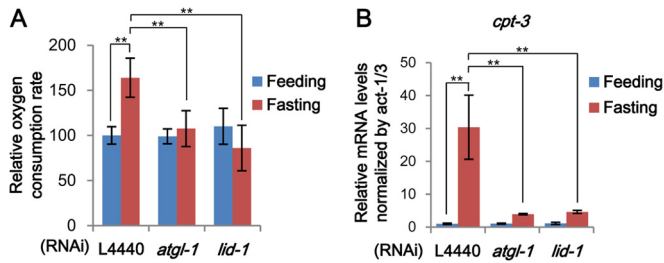 A
Relative oxygen
consumption rate
200
150
100
50
0
**
**
**
Feeding
Fasting
(RNAi) L4440 atgl-1 lid-1
B
cpt-3
Relative mRNA levels
normalized by act-1/3
50
40
30
20
10
0
**
**
**
Feeding
Fasting
(RNAi) L4440 atgl-1 lid-1